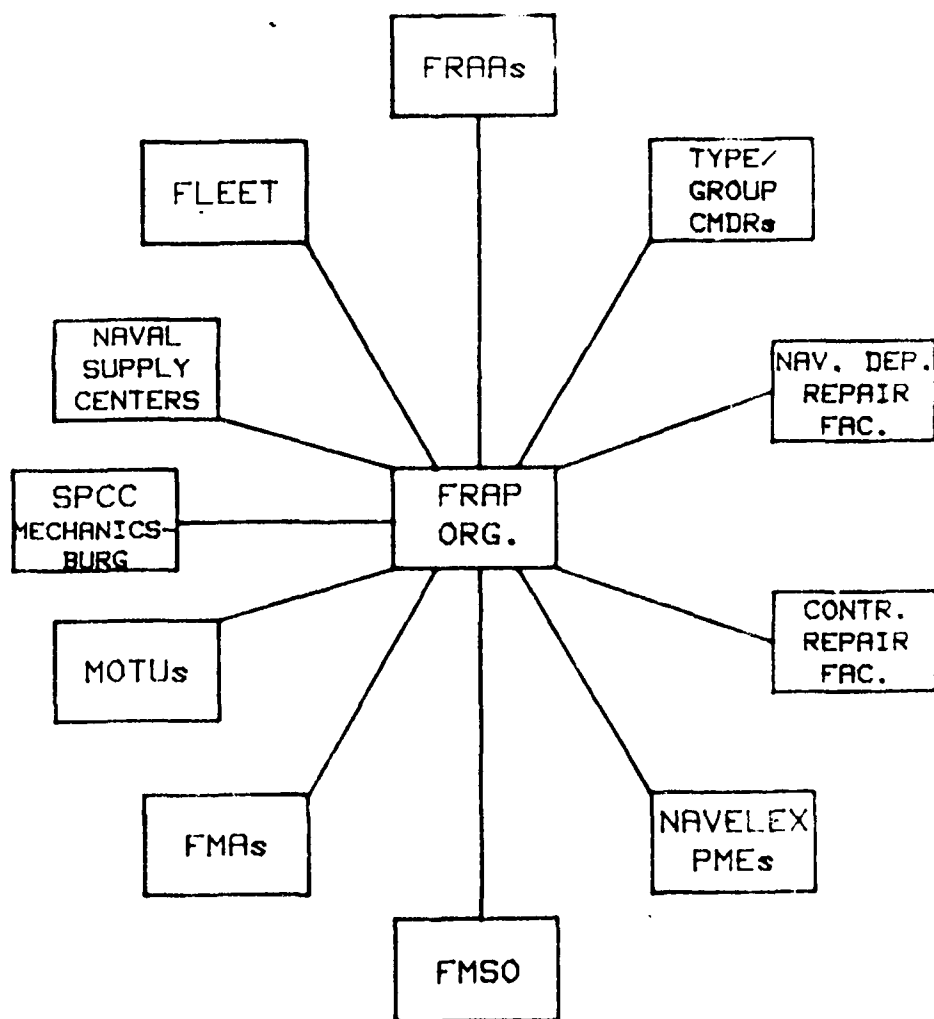 FRAAs
FLEET
TYPE/
GROUP
CMDRs
NAVAL
SUPPLY
CENTERS
NAV. DEP.
REPAIR
FAC.
SPCC
MECHANICS-
BURG
FRAP
ORG.
MOTUs
CONTR.
REPAIR
FAC.
FMAs
NAVELEX
PMEs
FMSO